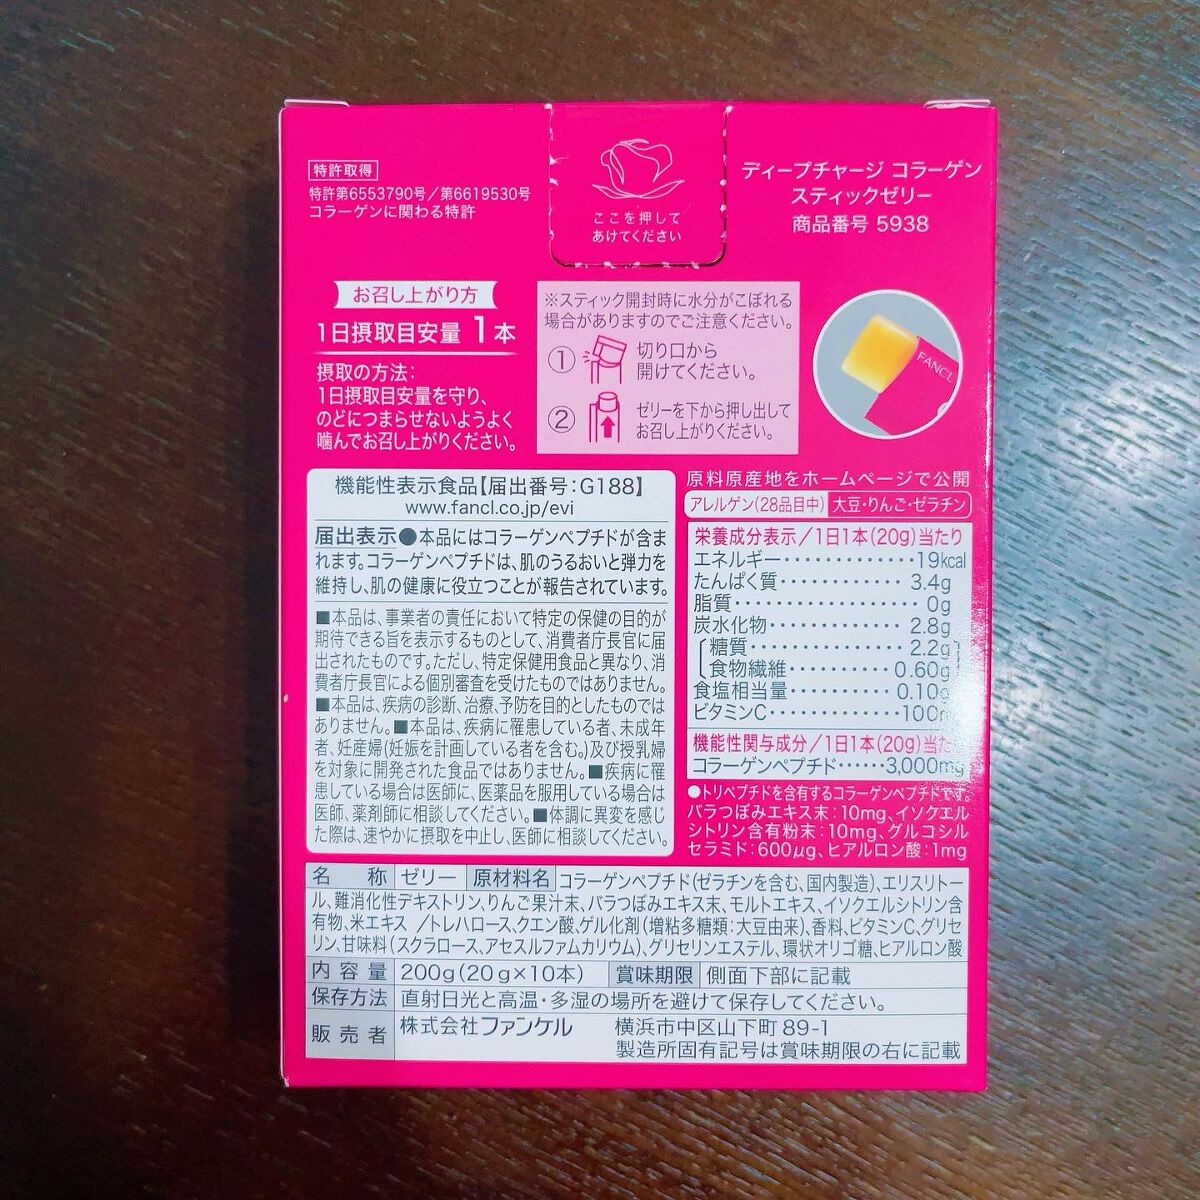 特許取得
特許第6553790号／第6619530号
コラーゲンに関わる特許
ここを押して
あけてください
ディープチャージ コラーゲン
スティックゼリー
商品番号 5938
お召し上がり方
1日摂取目安量 1本
摂取の方法：
1日摂取目安量を守り、
のどにつまらせないようよく
噛んでお召し上がりください。
※スティック開封時に水分がこぼれる
場合がありますのでご注意ください。
① 切り口から
開けてください。
② ゼリーを下から押し出して
お召し上がりください。
FANCL
機能性表示食品【届出番号：G188】
www.fancl.co.jp/evi
届出表示●本品にはコラーゲンペプチドが含ま
れます。コラーゲンペプチドは、肌のうるおいと弾力を
維持し、肌の健康に役立つことが報告されています。
■本品は、事業者の責任において特定の保健の目的が
期待できる旨を表示するものとして、消費者庁長官に届
出されたものです。ただし、特定保健用食品と異なり、消
費者庁長官による個別審査を受けたものではありません。
■本品は、疾病の診断、治療、予防を目的としたものでは
ありません。■本品は、疾病に罹患している者、未成年
者、妊産婦（妊娠を計画している者を含む。）及び授乳婦
を対象に開発された食品ではありません。■疾病に罹
患している場合は医師に、医薬品を服用している場合は
医師、薬剤師に相談してください。■体調に異変を感じ
た際は、速やかに摂取を中止し、医師に相談してください。
原料原産地をホームページで公開
アレルゲン（28品目中） 大豆・りんご・ゼラチン
栄養成分表示／1日1本（20g）当たり
エネルギー・・・・・・・・・・・・・19kcal
たんぱく質・・・・・・・・・・・・3.4g
脂質・・・・・・・・・・・・・・・・・・0g
炭水化物・・・・・・・・・・・・・2.8g
糖質・・・・・・・・・・・・・・・2.2g
食物繊維・・・・・・・・・・0.60g
食塩相当量・・・・・・・・・・0.10g
ビタミンC・・・・・・・・・・・・・100m
機能性関与成分／1日1本（20g）当た
コラーゲンペプチド・・・・・・3,000mg
●トリペプチドを含有するコラーゲンペプチドです。
バラつぼみエキス末：10mg、イソクエル
シトリン含有粉末：10mg、グルコシル
セラミド：600μg、ヒアルロン酸：1mg
名称 ゼリー 原材料名 コラーゲンペプチド（ゼラチンを含む、国内製造）、エリスリトー
ル、難消化性デキストリン、りんご果汁末、バラつぼみエキス末、モルトエキス、イソクエルシトリン含
有物、米エキス ／トレハロース、クエン酸、ゲル化剤（増粘多糖類：大豆由来）、香料、ビタミンC、グリセ
リン、甘味料（スクラロース、アセスルファムカリウム）、グリセリンエステル、環状オリゴ糖、ヒアルロン酸
内容量 200g（20g×10本） 賞味期限 側面下部に記載
保存方法 直射日光と高温・多湿の場所を避けて保存してください。
販売者 株式会社ファンケル 横浜市中区山下町89-1
製造所固有記号は賞味期限の右に記載